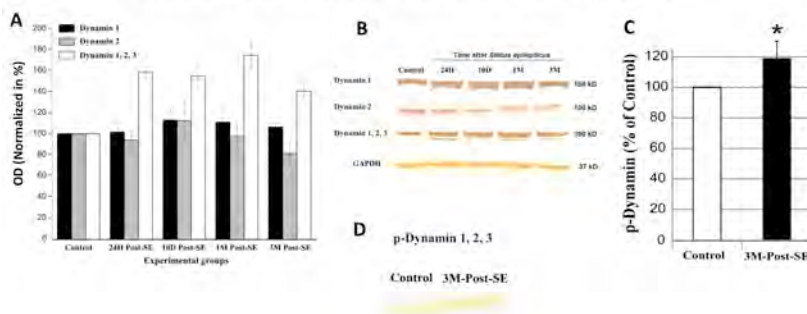 A
OD (Normalized in %)
200
180
160
140
120
100
80
60
40
20
0
Dynamin 1
Dynamin 2
Dynamin 1, 2, 3
Control
24H Post-SE
10D Post-SE
1M Post-SE
3M Post-SE
Experimental groups
B
Time after Status epilepticus
Control 24H 10D 1M 3M
Dynamin 1 100 kD
Dynamin 2 100 kD
Dynamin 1, 2, 3 100 kD
GAPDH 37 kD
C
p-Dynamin (% of Control)
120
100
80
60
40
20
0
*
Control 3M-Post-SE
D
p-Dynamin 1, 2, 3
Control 3M-Post-SE